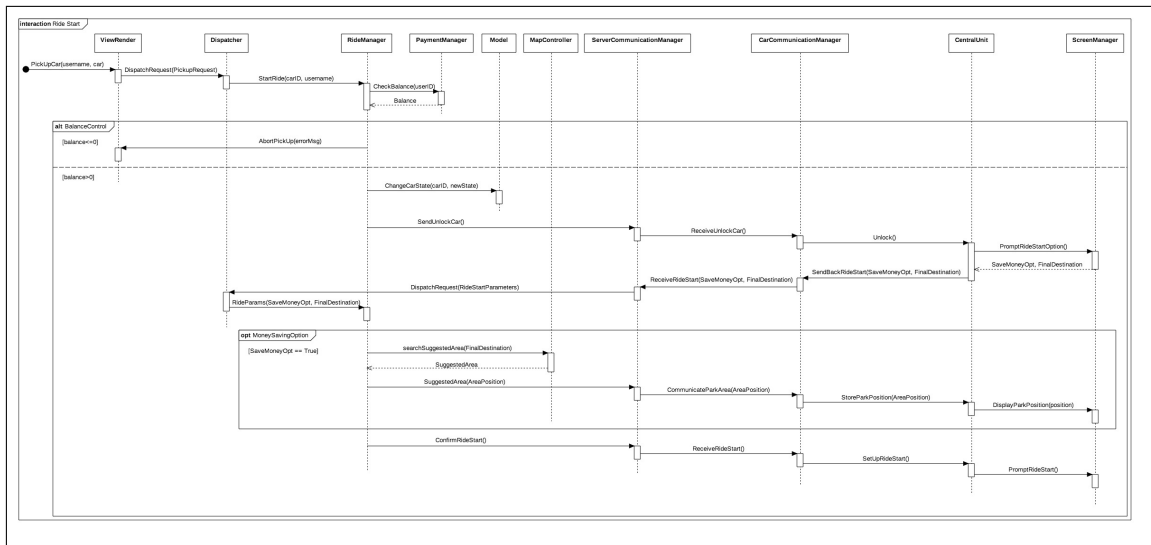 interaction Ride Start
ViewRender
Dispatcher
RideManager
PaymentManager
Model
MapController
ServerCommunicationManager
CarCommunicationManager
CentralUnit
ScreenManager
PickUpCar(username, car)
DispatchRequest(PickupRequest)
StartRide(carID, username)
CheckBalance(userID)
Balance
alt BalanceControl
[balance<=0]
AbortPickUp(errorMsg)
[balance>0]
ChangeCarState(carID, newState)
SendUnlockCar()
ReceiveUnlockCar()
Unlock()
PromptRideStartOption()
SaveMoneyOpt, FinalDestination
SendBackRideStart(SaveMoneyOpt, FinalDestination)
ReceiveRideStart(SaveMoneyOpt, FinalDestination)
DispatchRequest(RideStartParameters)
RideParams(SaveMoneyOpt, FinalDestination)
opt MoneySavingOption
[SaveMoneyOpt == True]
searchSuggestedArea(FinalDestination)
SuggestedArea
SuggestedArea(AreaPosition)
CommunicateParkArea(AreaPosition)
StoreParkPosition(AreaPosition)
DisplayParkPosition(position)
ConfirmRideStart()
ReceiveRideStart()
SetUpRideStart()
PromptRideStart()